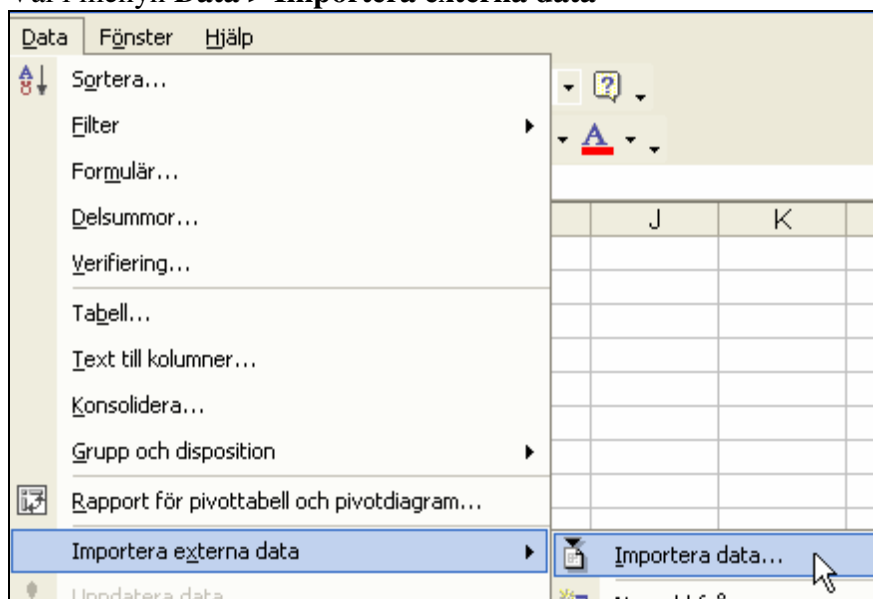 i menyn Data > Importera externa data
Data Fönster Hjälp
Sortera...
Filter
Formulär...
Delsummor...
J K
Verifiering...
Tabell...
Text till kolumner...
Konsolidera...
Grupp och disposition
Rapport för pivottabell och pivotdiagram...
Importera externa data
Importera data...
Uppdatera data